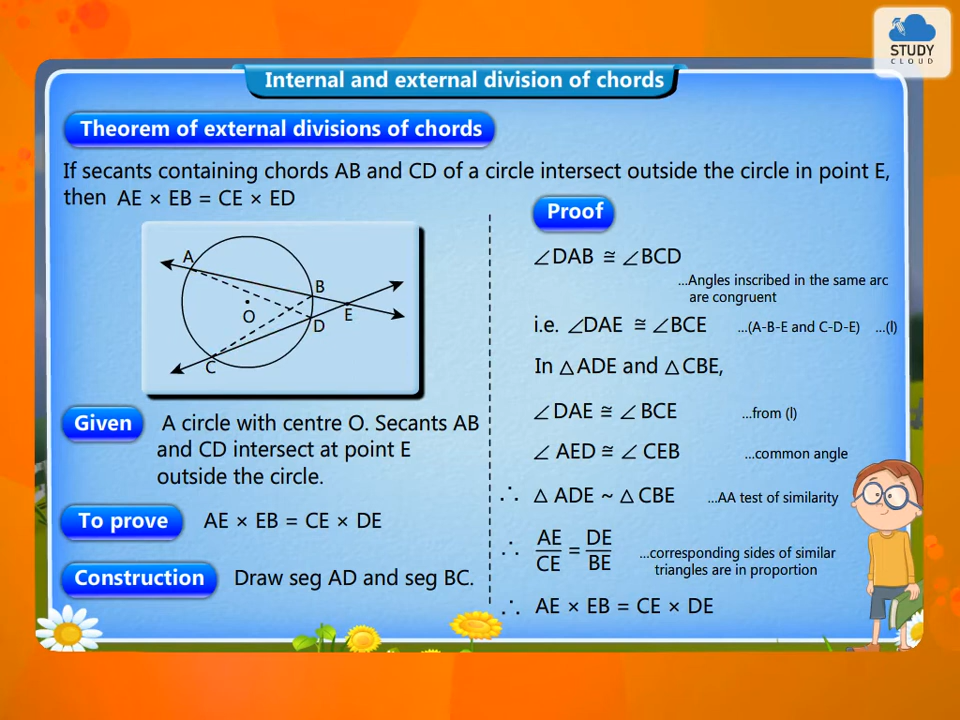 STUDY
CLOUD
Internal and external division of chords
Theorem of external divisions of chords
If secants containing chords AB and CD of a circle intersect outside the circle in point E,
then AE × EB = CE × ED
A
B
E
O
D
C
Given A circle with centre O. Secants AB
and CD intersect at point E
outside the circle.
To prove AE × EB = CE × DE
Construction Draw seg AD and seg BC.
Proof
∠DAB ≅ ∠BCD
...Angles inscribed in the same arc
are congruent
i.e. ∠DAE ≅ ∠BCE ...(A-B-E and C-D-E) ...(I)
In △ADE and △CBE,
∠DAE ≅ ∠BCE ...from (I)
∠AED ≅ ∠CEB ...common angle
∴ △ADE ~ △CBE ...AA test of similarity
∴ AE/CE = DE/BE ...corresponding sides of similar
triangles are in proportion
∴ AE × EB = CE × DE